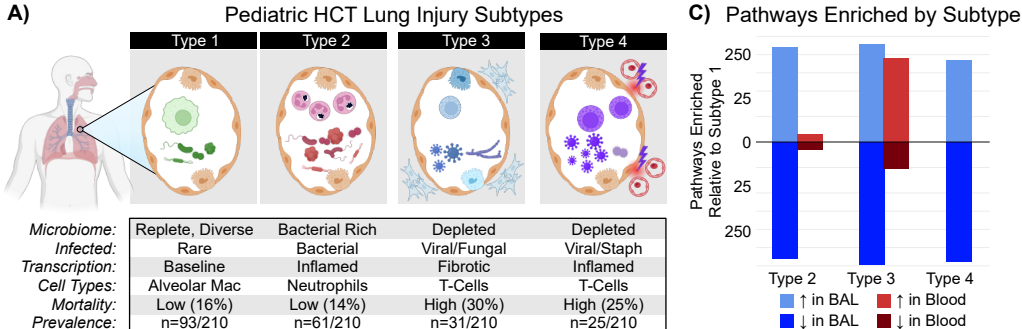 A)
Pediatric HCT Lung Injury Subtypes
Type 1 Type 2 Type 3 Type 4
Microbiome: Replete, Diverse Bacterial Rich Depleted Depleted
Infected: Rare Bacterial Viral/Fungal Viral/Staph
Transcription: Baseline Inflamed Fibrotic Inflamed
Cell Types: Alveolar Mac Neutrophils T-Cells T-Cells
Mortality: Low (16%) Low (14%) High (30%) High (25%)
Prevalence: n=93/210 n=61/210 n=31/210 n=25/210
C) Pathways Enriched by Subtype
Pathways Enriched
Relative to Subtype 1
250
25
0
25
250
Type 2 Type 3 Type 4
↑ in BAL ↑ in Blood
↓ in BAL ↓ in Blood